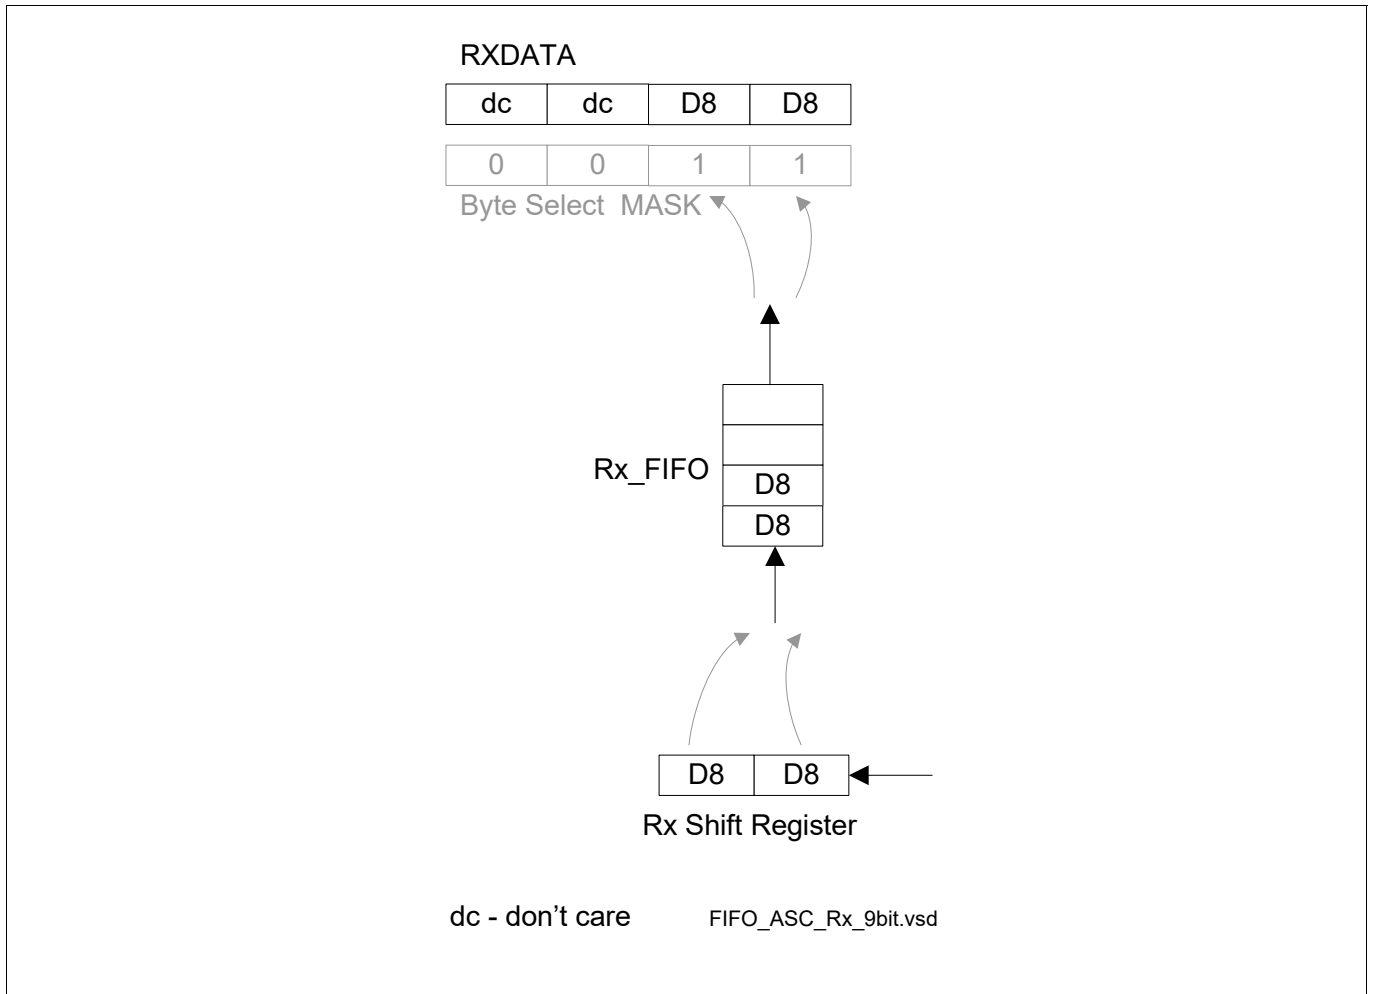 RXDATA
dc dc D8 D8
0 0 1 1
Byte Select MASK
Rx_FIFO
D8
D8
D8 D8
Rx Shift Register
dc - don’t care FIFO_ASC_Rx_9bit.vsd